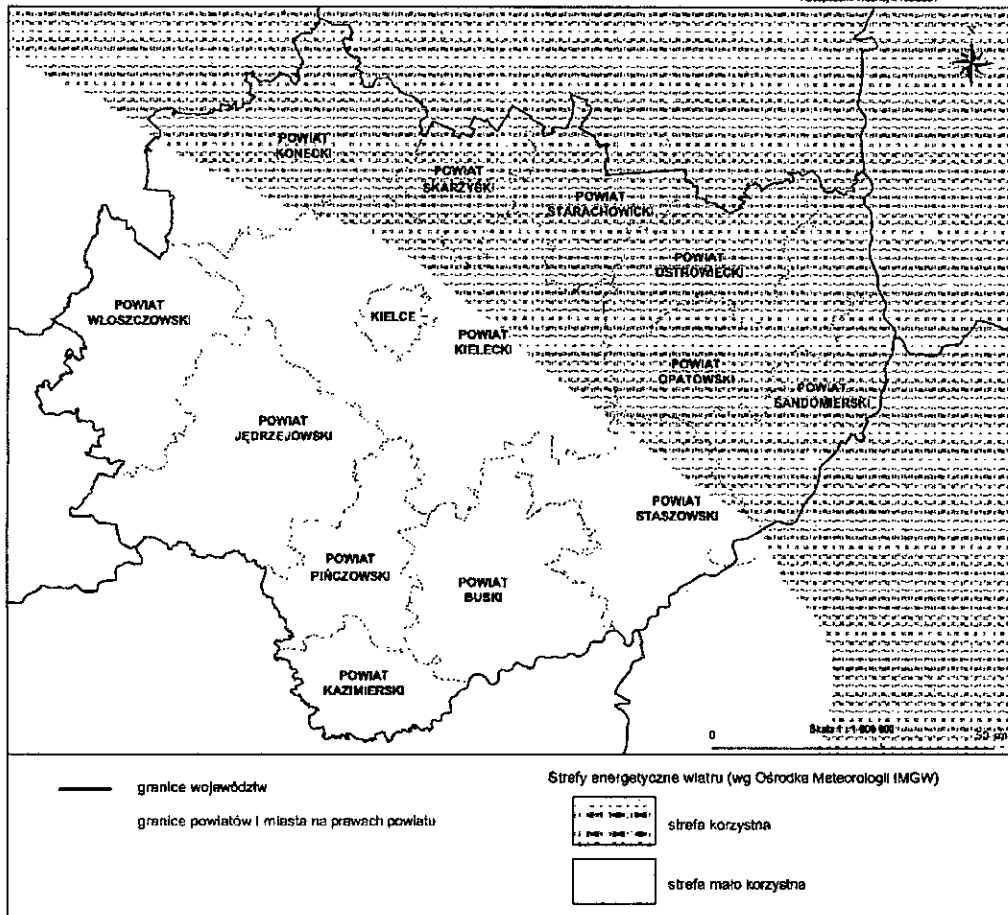 N
POWIAT
KONECKI
POWIAT
SKARŻYSKI
POWIAT
STARACHOWICKI
POWIAT
OSTROWIECKI
POWIAT
WŁOSZCZOWSKI
KIELCE
POWIAT
KIELECKI
POWIAT
OPATOWSKI
POWIAT
SANDOMIERSKI
POWIAT
JĘDRZEJOWSKI
POWIAT
STASZOWSKI
POWIAT
PIŃCZOWSKI
POWIAT
BUSKI
POWIAT
KAZIMIERSKI
0
50 km
granice województw
granice powiatów i miasta na prawach powiatu
Strefy energetyczne wiatru (wg Ośrodka Meteorologii IMGW)
strefa korzystna
strefa mało korzystna